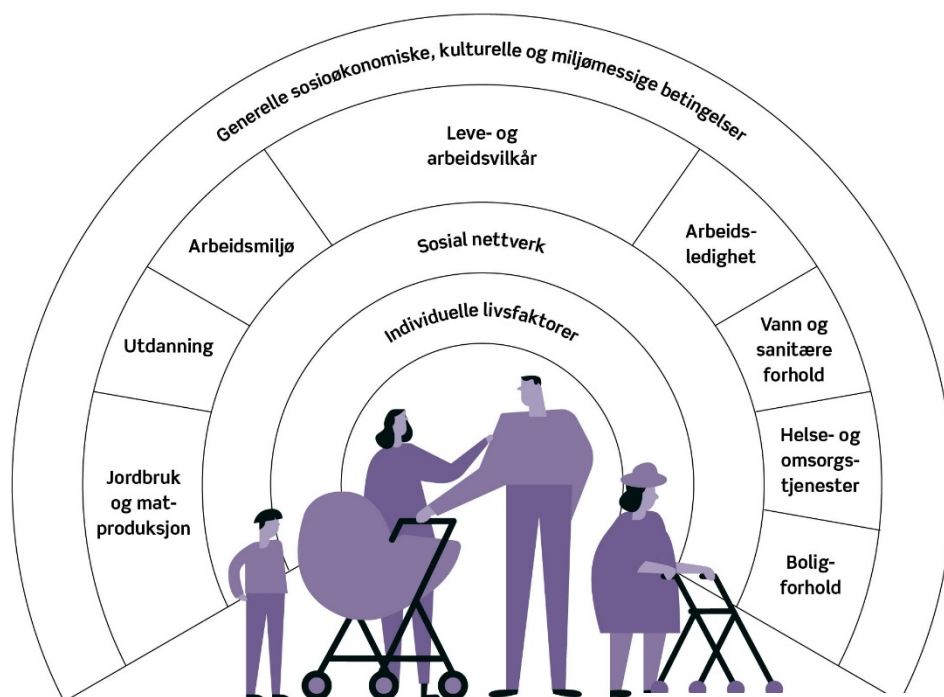 Generelle sosioøkonomiske, kulturelle og miljømessige betingelser
Leve- og
arbeidsvilkår
Arbeidsmiljø
Sosial nettverk
Arbeids-
ledighet
Utdanning
Individuelle livsfaktorer
Vann og
sanitære
forhold
Jordbruk
og mat-
produksjon
Helse- og
omsorgs-
tjenester
Bolig-
forhold